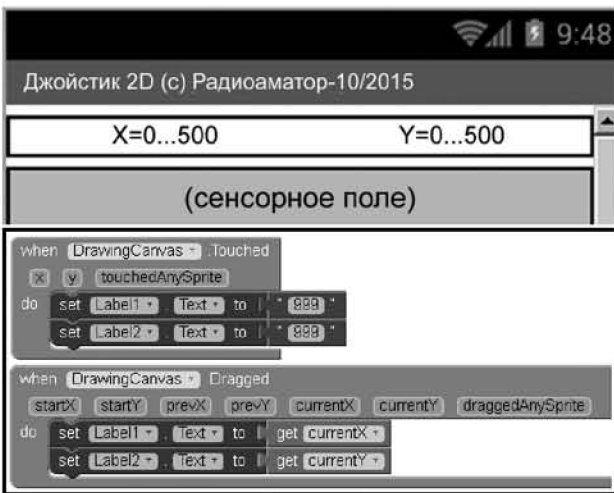 9:48
Джойстик 2D (c) Радиоаматор-10/2015
X=0...500 Y=0...500
(сенсорное поле)
when DrawingCanvas .Touched
x y touchedAnySprite
do set Label1 . Text to " 999 "
set Label2 . Text to " 999 "
when DrawingCanvas .Dragged
startX startY prevX prevY currentX currentY draggedAnySprite
do set Label1 . Text to get currentX
set Label2 . Text to get currentY